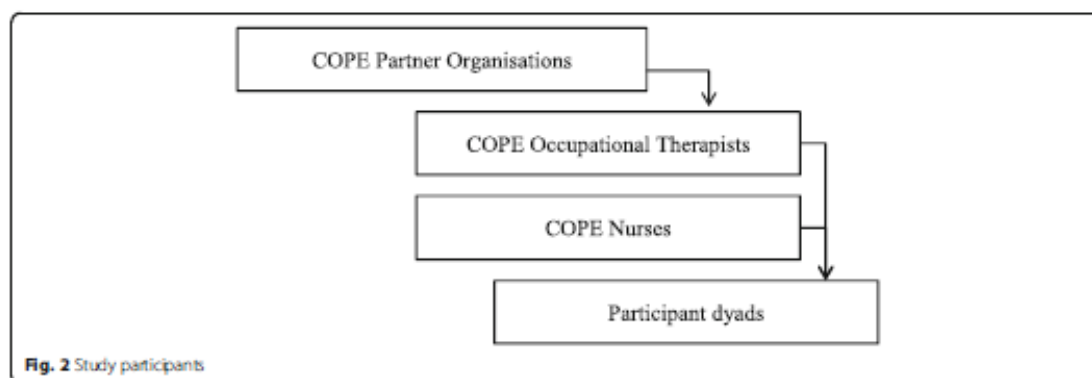 COPE Partner Organisations
COPE Occupational Therapists
COPE Nurses
Participant dyads
Fig. 2 Study participants